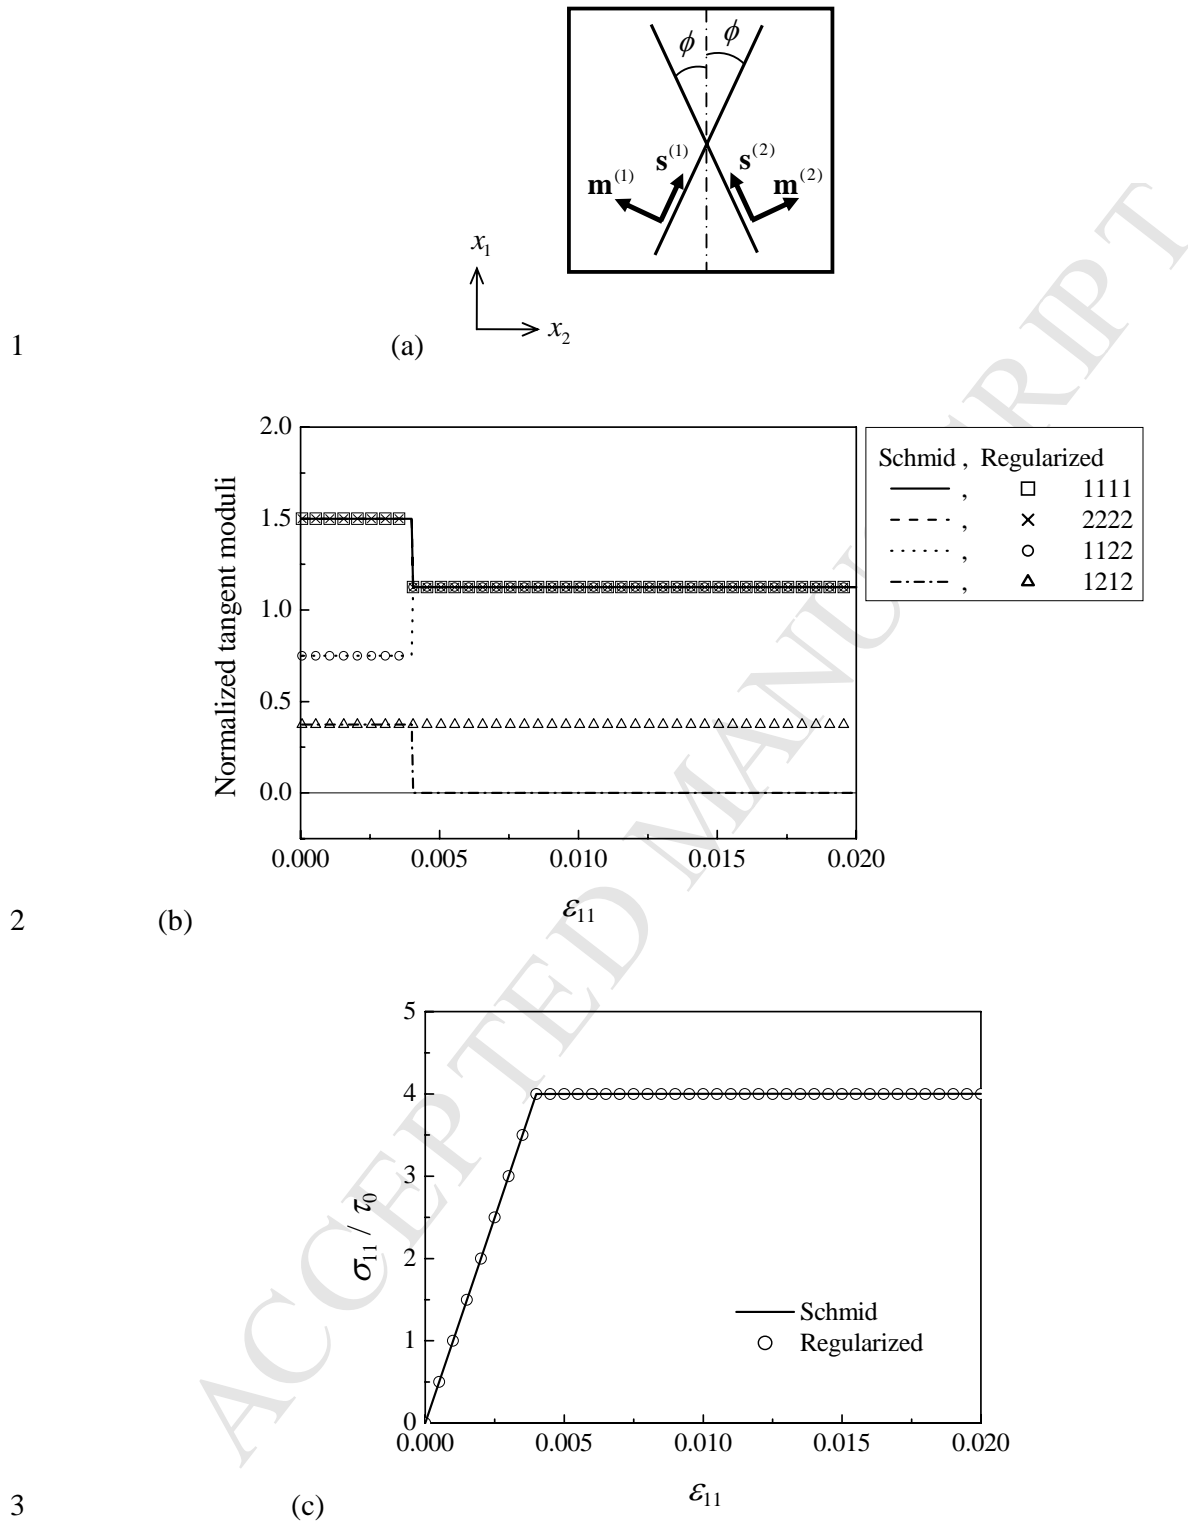 ϕ ϕ
s(1) s(2)
m(1) m(2)
x1
x2
1 (a)
2.0
1.5
1.0
0.5
0.0
Normalized tangent moduli
0.000 0.005 0.010 0.015 0.020
ε11
Schmid , Regularized
, 1111
, 2222
, 1122
, 1212
2 (b)
5
4
3
2
1
0
σ11 / τ0
Schmid
Regularized
0.000 0.005 0.010 0.015 0.020
ε11
3 (c)
ACCEPTED MANUSCRIPT